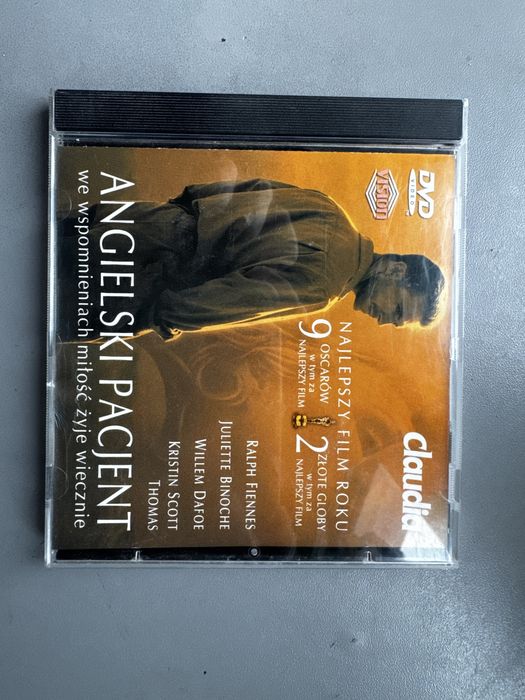 DVD
VIDEO
VISION
claudia
NAJLEPSZY FILM ROKU
9 OSCARÓW
w tym za
NAJLEPSZY FILM
2 ZŁOTE GLOBY
w tym za
NAJLEPSZY FILM
RALPH FIENNES
JULIETTE BINOCHE
WILLEM DAFOE
KRISTIN SCOTT
THOMAS
ANGIELSKI PACJENT
we wspomnieniach miłość żyje wiecznie